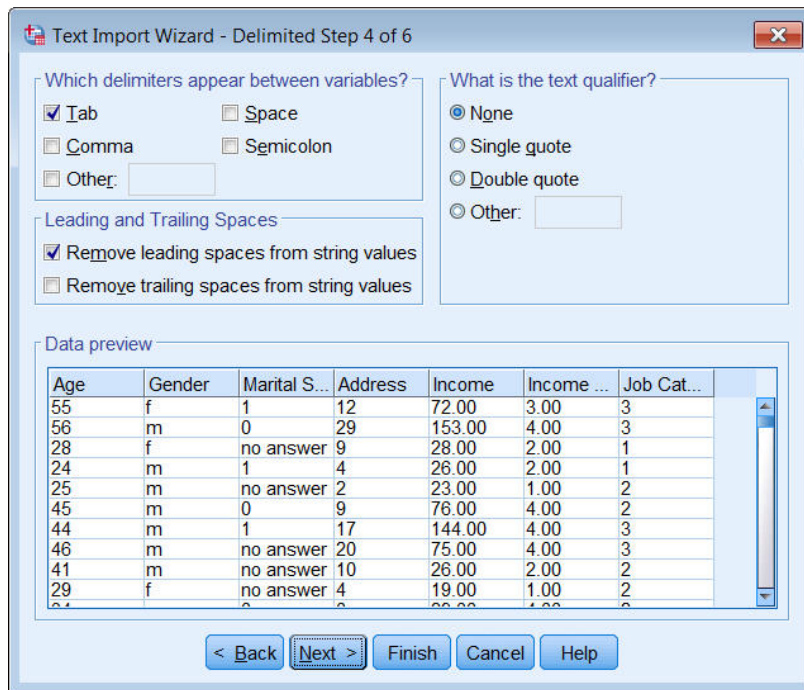 Text Import Wizard - Delimited Step 4 of 6
Which delimiters appear between variables?
Tab
Space
Comma
Semicolon
Other:
Leading and Trailing Spaces
Remove leading spaces from string values
Remove trailing spaces from string values
What is the text qualifier?
None
Single quote
Double quote
Other:
Data preview
Age Gender Marital S... Address Income Income ... Job Cat...
55 f 1 12 72.00 3.00 3
56 m 0 29 153.00 4.00 3
28 f no answer 9 28.00 2.00 1
24 m 1 4 26.00 2.00 1
25 m no answer 2 23.00 1.00 2
45 m 0 9 76.00 4.00 2
44 m 1 17 144.00 4.00 3
46 m no answer 20 75.00 4.00 3
41 m no answer 10 26.00 2.00 2
29 f no answer 4 19.00 1.00 2
< Back Next > Finish Cancel Help